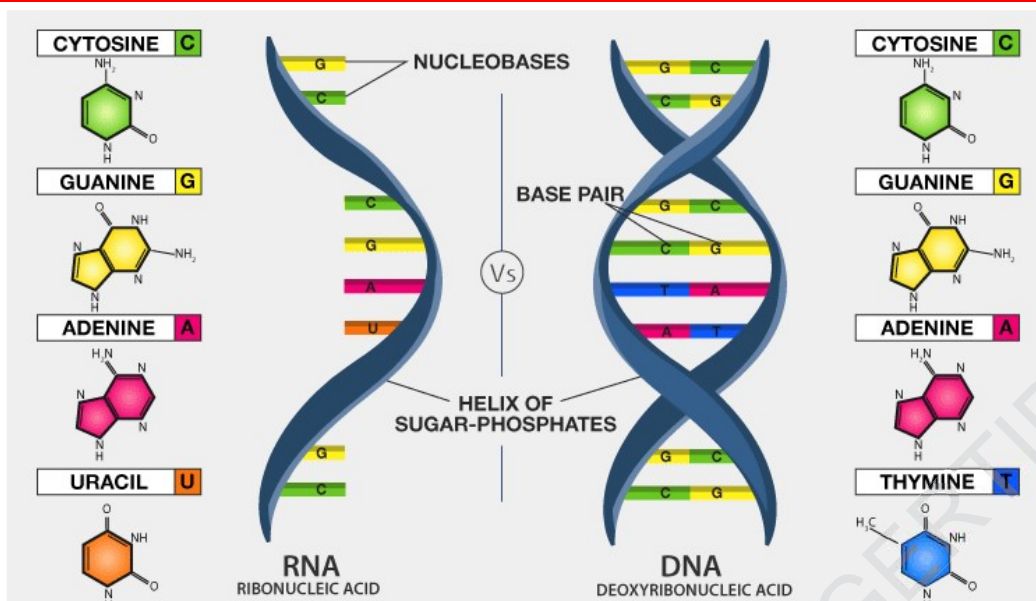 CYTOSINE C
NH2
N
O
N
H
GUANINE G
O
NH
N
NH2
N
N
H
ADENINE A
H2N
N
N
N
N
H
URACIL U
O
NH
O
N
G
C
C
G
A
U
G
C
RNA
RIBONUCLEIC ACID
NUCLEOBASES
Vs
BASE PAIR
HELIX OF
SUGAR-PHOSPHATES
G C
C G
G C
C G
T A
A T
G C
C G
DNA
DEOXYRIBONUCLEIC ACID
CYTOSINE C
NH2
N
O
N
H
GUANINE G
O
NH
N
NH2
N
N
H
ADENINE A
H2N
N
N
N
N
H
THYMINE T
O
H3C
NH
O
N